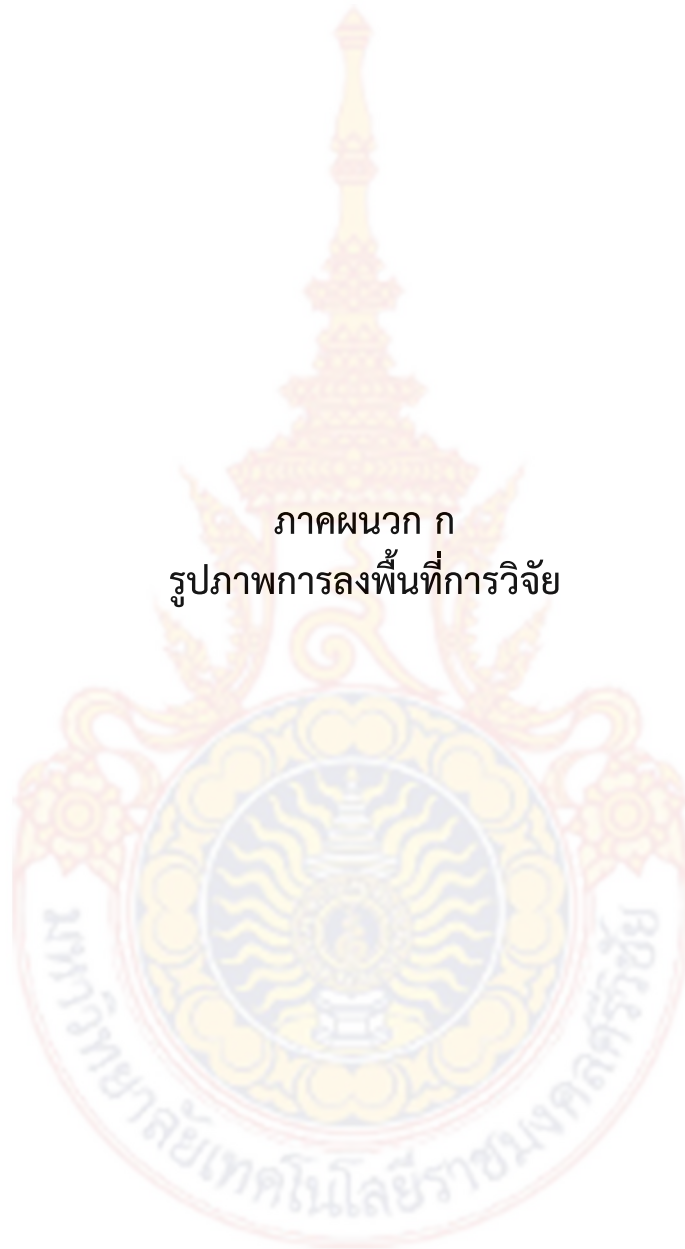 ภาคผนวก ก
รูปภาพการลงพื้นที่การวิจัย
มหาวิทยาลัยเทคโนโลยีราชมงคลศรีวิชัย